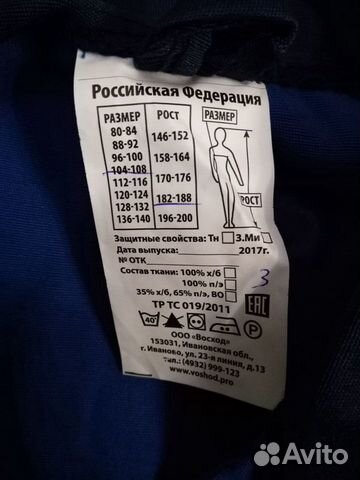 Российская Федерация
РАЗМЕР РОСТ РАЗМЕР
80-84 146-152
88-92
96-100 158-164
104-108
112-116 170-176
120-124 РОСТ
128-132 182-188
136-140 196-200
Защитные свойства: Тн З.Ми
Дата выпуска: 2017г.
№ ОТК
Состав ткани: 100% х/б 3
100% п/э
35% х/б, 65% п/э, ВО
ТР ТС 019/2011 EAC
40°
ООО «Восход»
153031, Ивановская обл.,
г. Иваново, ул. 23-я линия, д.13
тел.: (4932) 999-123
www.voshod.pro
Avito